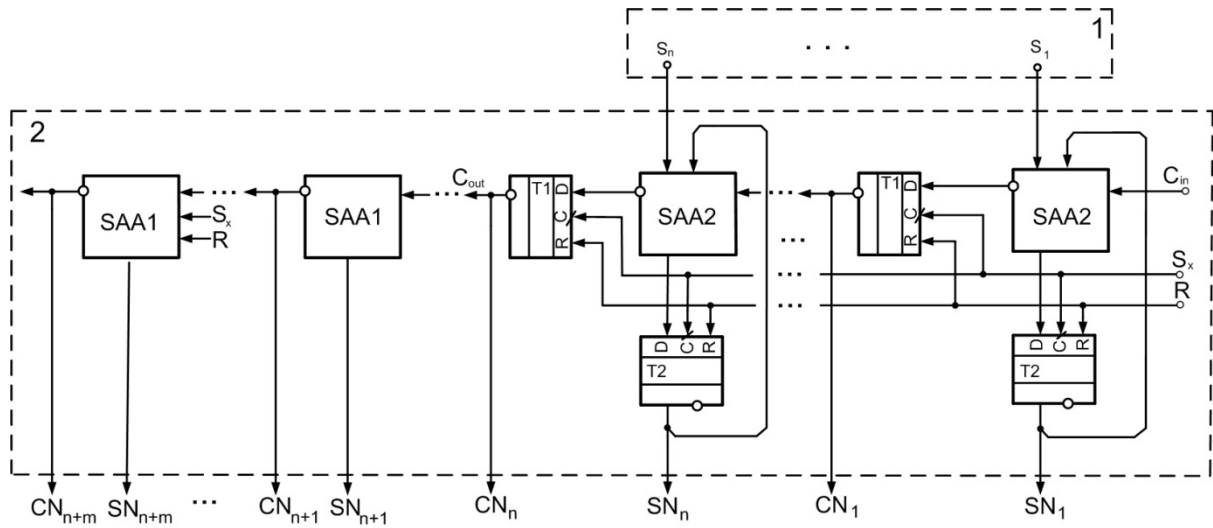 1
Sₙ ... S₁
2
SAA1 ... SAA1 ... Cout T1 D C R SAA2 ... T1 D C R SAA2 Cin
Sx
R
... Sx
... R
D C R
T2
D C R
T2
CNₙ₊ₘ SNₙ₊ₘ ... CNₙ₊₁ SNₙ₊₁ CNₙ SNₙ CN₁ SN₁